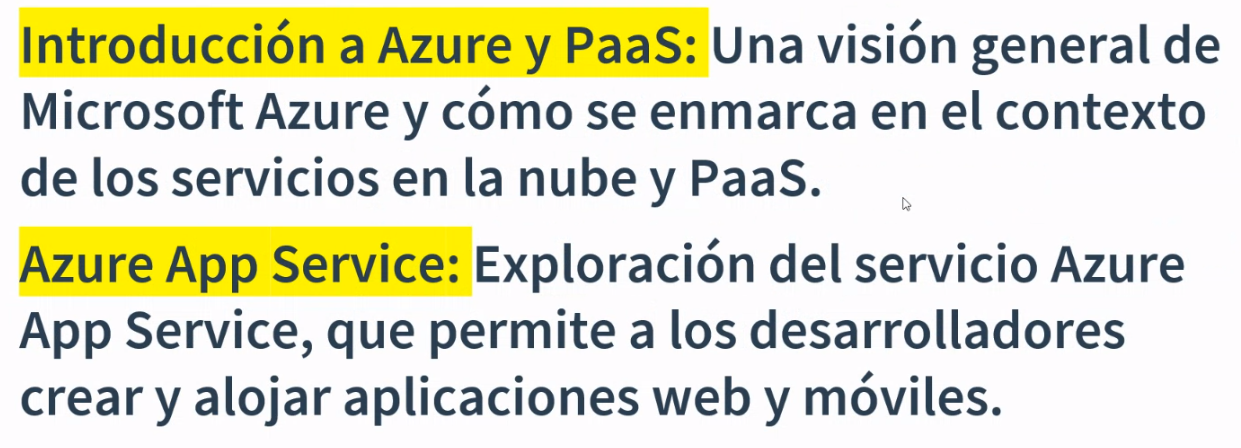 Introducción a Azure y PaaS: Una visión general de
Microsoft Azure y cómo se enmarca en el contexto
de los servicios en la nube y PaaS.
Azure App Service: Exploración del servicio Azure
App Service, que permite a los desarrolladores
crear y alojar aplicaciones web y móviles.